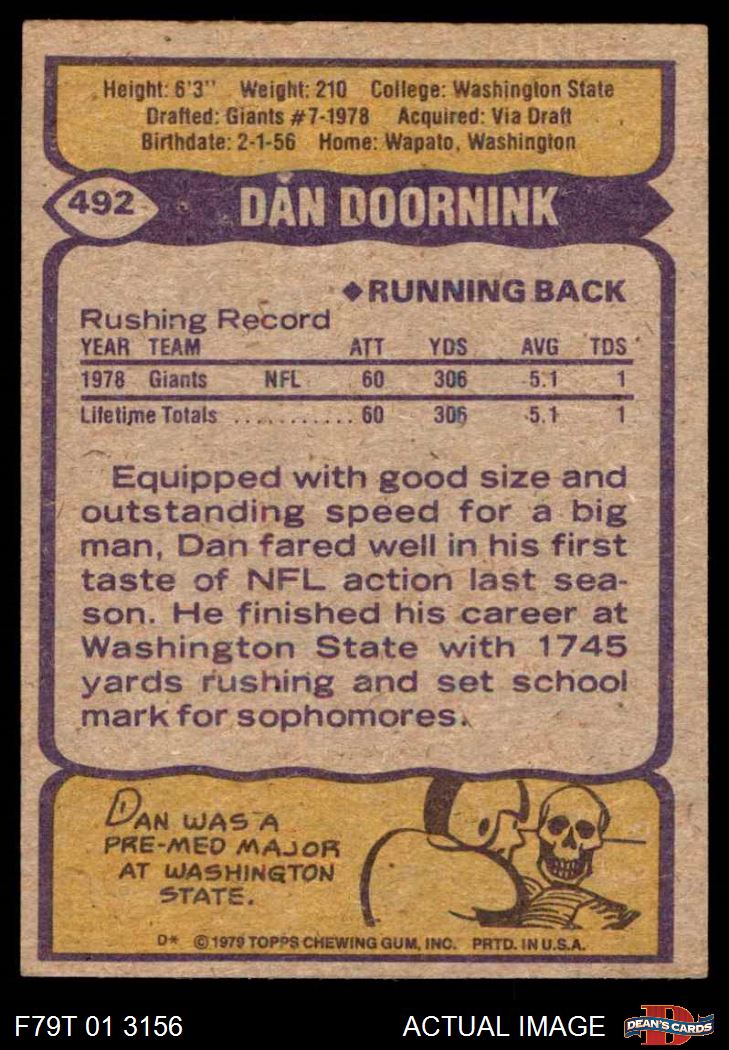 Height: 6'3" Weight: 210 College: Washington State
Drafted: Giants #7-1978 Acquired: Via Draft
Birthdate: 2-1-56 Home: Wapato, Washington
492 DAN DOORNINK
◆RUNNING BACK
Rushing Record
YEAR TEAM ATT YDS AVG TDS
1978 Giants NFL 60 306 5.1 1
Lifetime Totals ........... 60 306 5.1 1
Equipped with good size and
outstanding speed for a big
man, Dan fared well in his first
taste of NFL action last sea-
son. He finished his career at
Washington State with 1745
yards rushing and set school
mark for sophomores.
DAN WAS A
PRE-MED MAJOR
AT WASHINGTON
STATE.
D* ©1979 TOPPS CHEWING GUM, INC. PRTD. IN U.S.A.
F79T 01 3156 ACTUAL IMAGE D DEAN'S CARDS